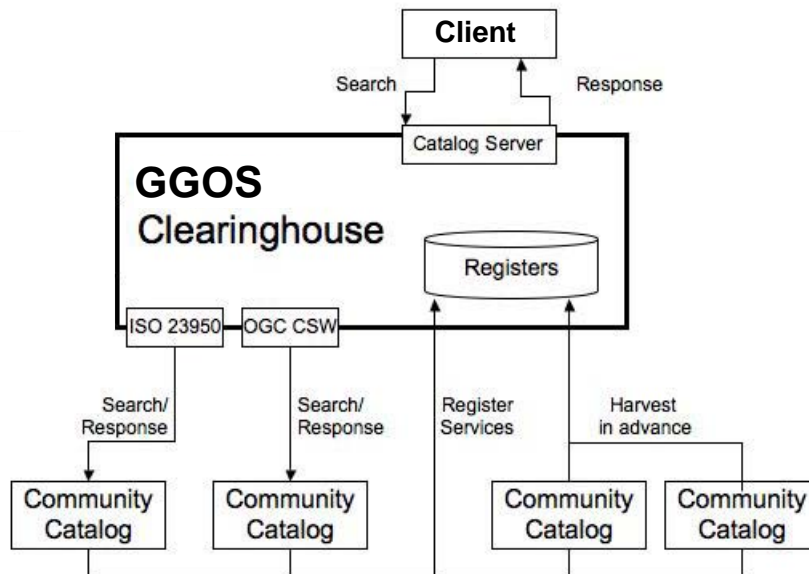 Client
Search
Response
Catalog Server
GGOS
Clearinghouse
Registers
ISO 23950
OGC CSW
Search/
Response
Search/
Response
Register
Services
Harvest
in advance
Community
Catalog
Community
Catalog
Community
Catalog
Community
Catalog